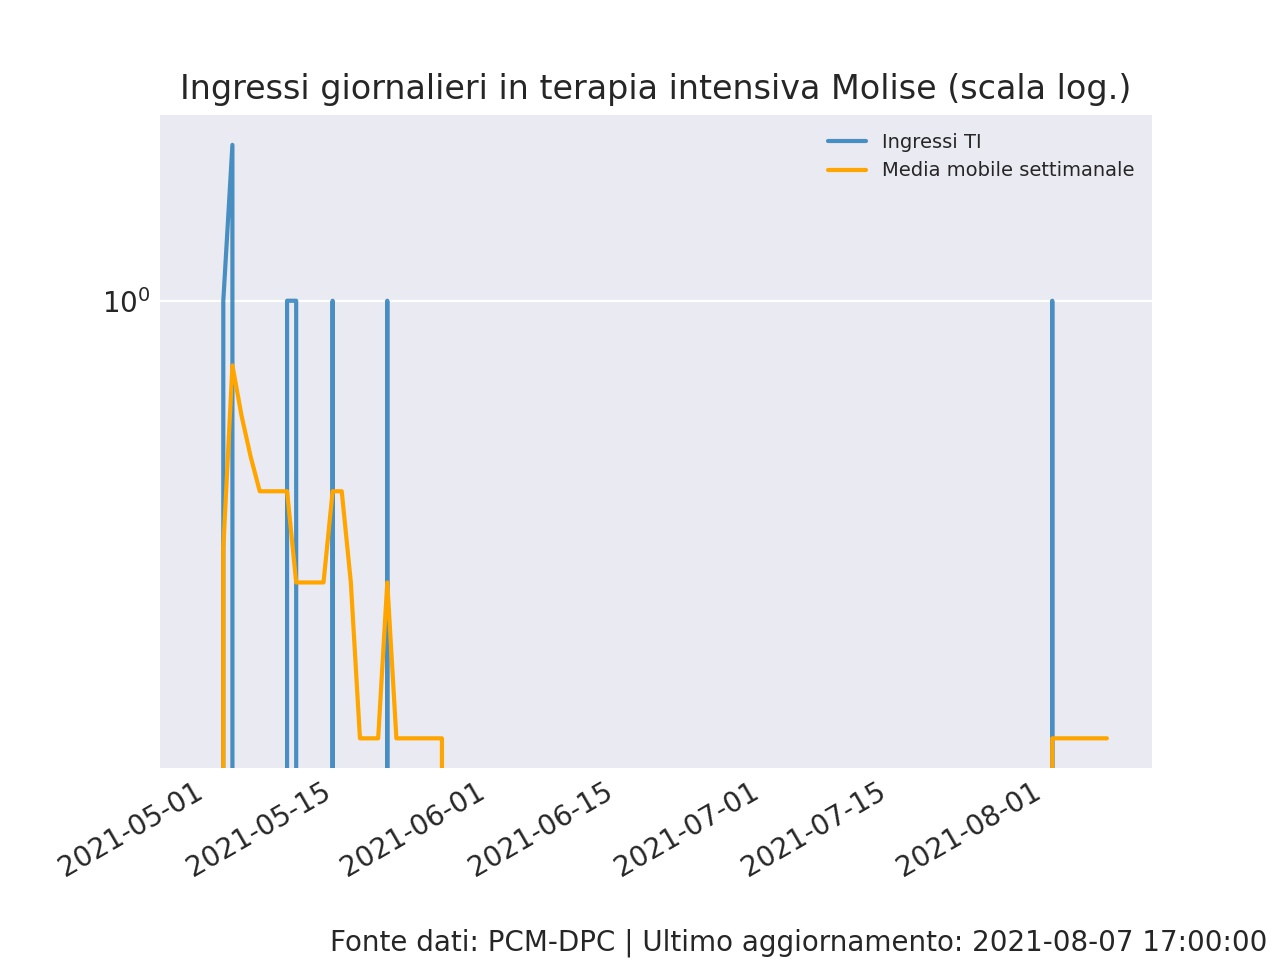 Ingressi giornalieri in terapia intensiva Molise (scala log.)
Ingressi TI
Media mobile settimanale
10⁰
2021-05-01
2021-05-15
2021-06-01
2021-06-15
2021-07-01
2021-07-15
2021-08-01
Fonte dati: PCM-DPC | Ultimo aggiornamento: 2021-08-07 17:00:00